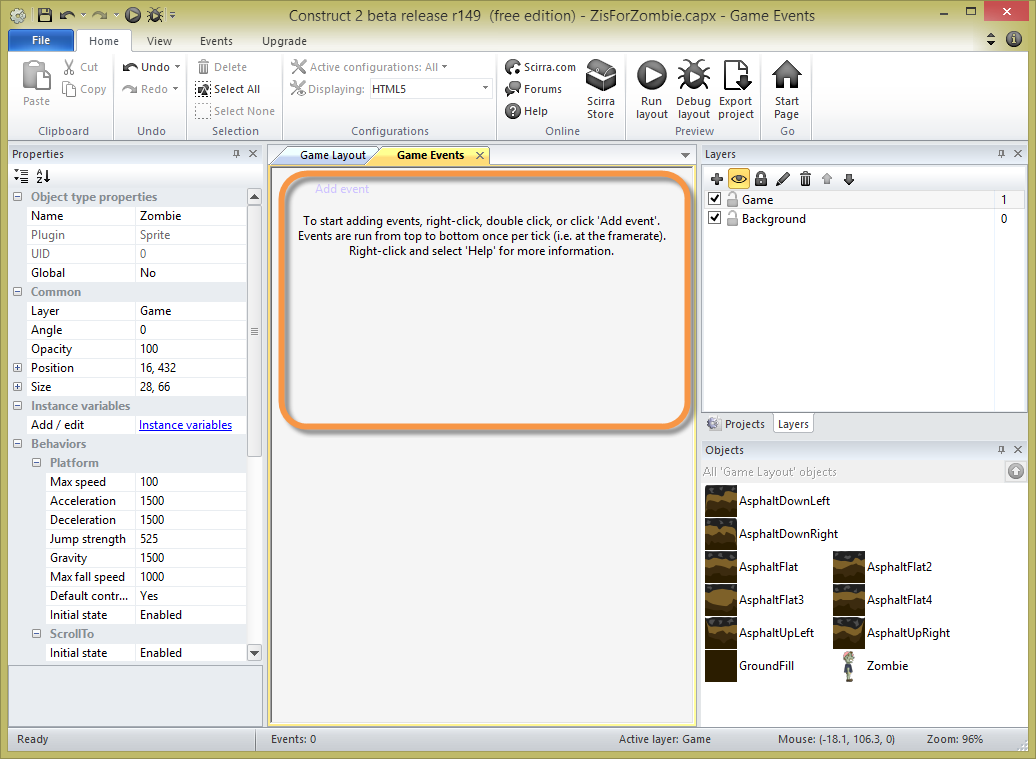 Construct 2 beta release r149 (free edition) - ZisForZombie.capx - Game Events
File Home View Events Upgrade
Paste
Cut
Copy
Clipboard
Undo
Redo
Undo
Delete
Select All
Select None
Selection
Active configurations: All
Displaying: HTML5
Configurations
Scirra.com
Forums
Help
Scirra
Store
Online
Run
layout
Debug
layout
Export
project
Preview
Start
Page
Go
Properties
Object type properties
Name Zombie
Plugin Sprite
UID 0
Global No
Common
Layer Game
Angle 0
Opacity 100
Position 16, 432
Size 28, 66
Instance variables
Add / edit Instance variables
Behaviors
Platform
Max speed 100
Acceleration 1500
Deceleration 1500
Jump strength 525
Gravity 1500
Max fall speed 1000
Default contr... Yes
Initial state Enabled
ScrollTo
Initial state Enabled
Game Layout Game Events
Add event
To start adding events, right-click, double click, or click 'Add event'.
Events are run from top to bottom once per tick (i.e. at the framerate).
Right-click and select 'Help' for more information.
Layers
Game 1
Background 0
Projects Layers
Objects
All 'Game Layout' objects
AsphaltDownLeft
AsphaltDownRight
AsphaltFlat AsphaltFlat2
AsphaltFlat3 AsphaltFlat4
AsphaltUpLeft AsphaltUpRight
GroundFill Zombie
Ready Events: 0 Active layer: Game Mouse: (-18.1, 106.3, 0) Zoom: 96%